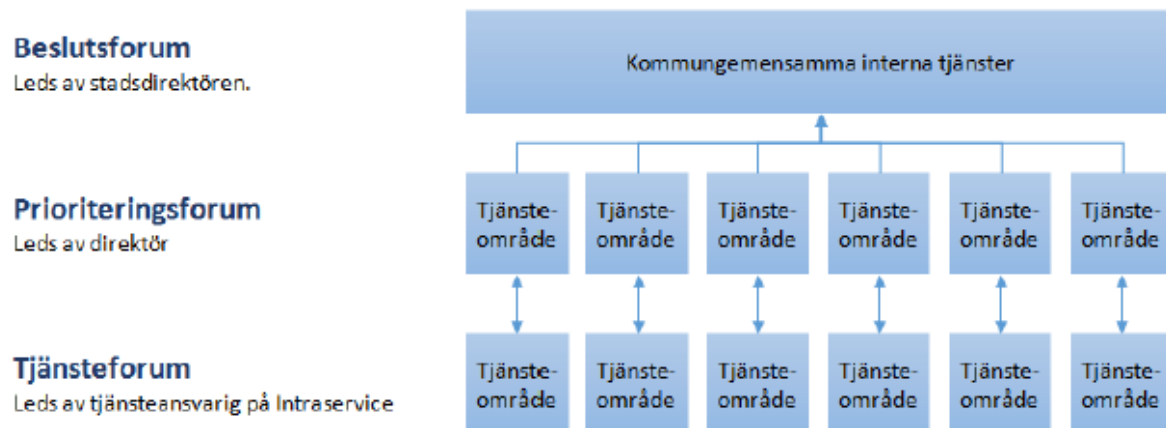 Beslutsforum
Leds av stadsdirektören.
Kommungemensamma interna tjänster
Prioriteringsforum
Leds av direktör
Tjänste-
område
Tjänste-
område
Tjänste-
område
Tjänste-
område
Tjänste-
område
Tjänste-
område
Tjänsteforum
Leds av tjänsteansvarig på Intraservice
Tjänste-
område
Tjänste-
område
Tjänste-
område
Tjänste-
område
Tjänste-
område
Tjänste-
område